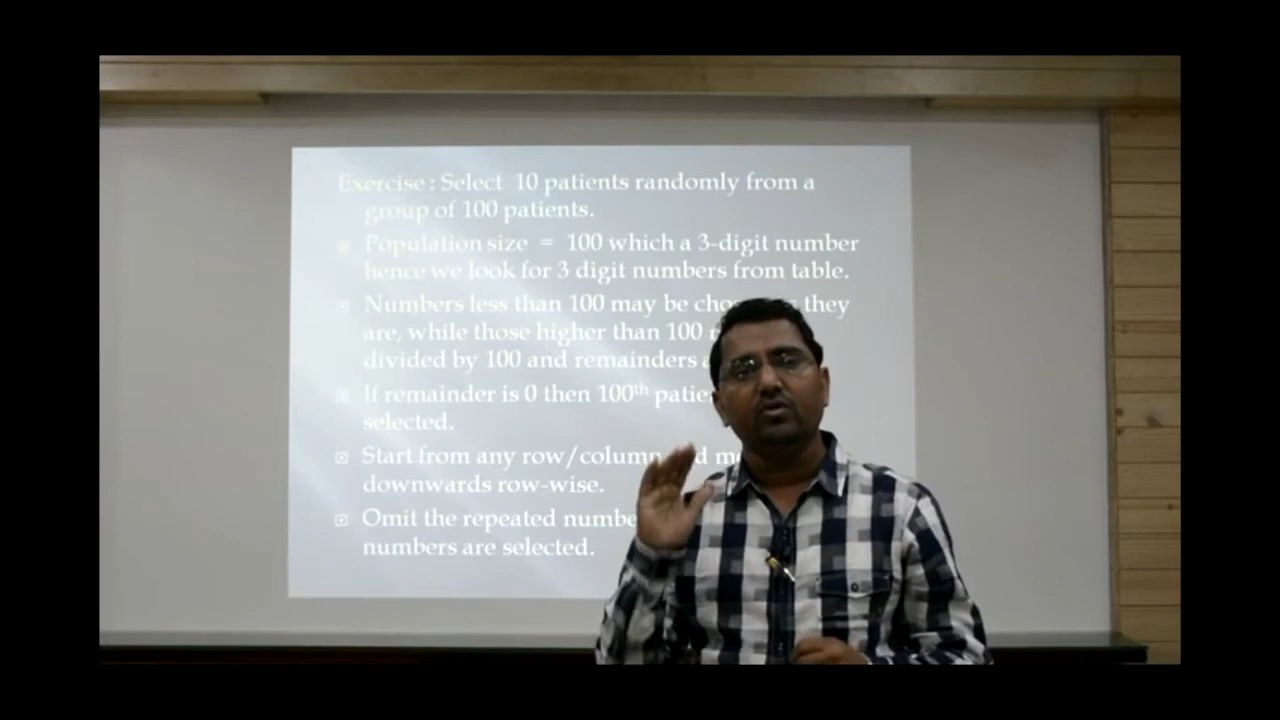 Exercise : Select 10 patients randomly from a
group of 100 patients.
Population size = 100 which a 3-digit number
hence we look for 3 digit numbers from table.
Numbers less than 100 may be they
are, while those higher than 100
divided by 100 and remainders
If remainder is 0 then 100th
selected.
Start from any row/column
downwards row-wise.
Omit the repeated
numbers are selected.